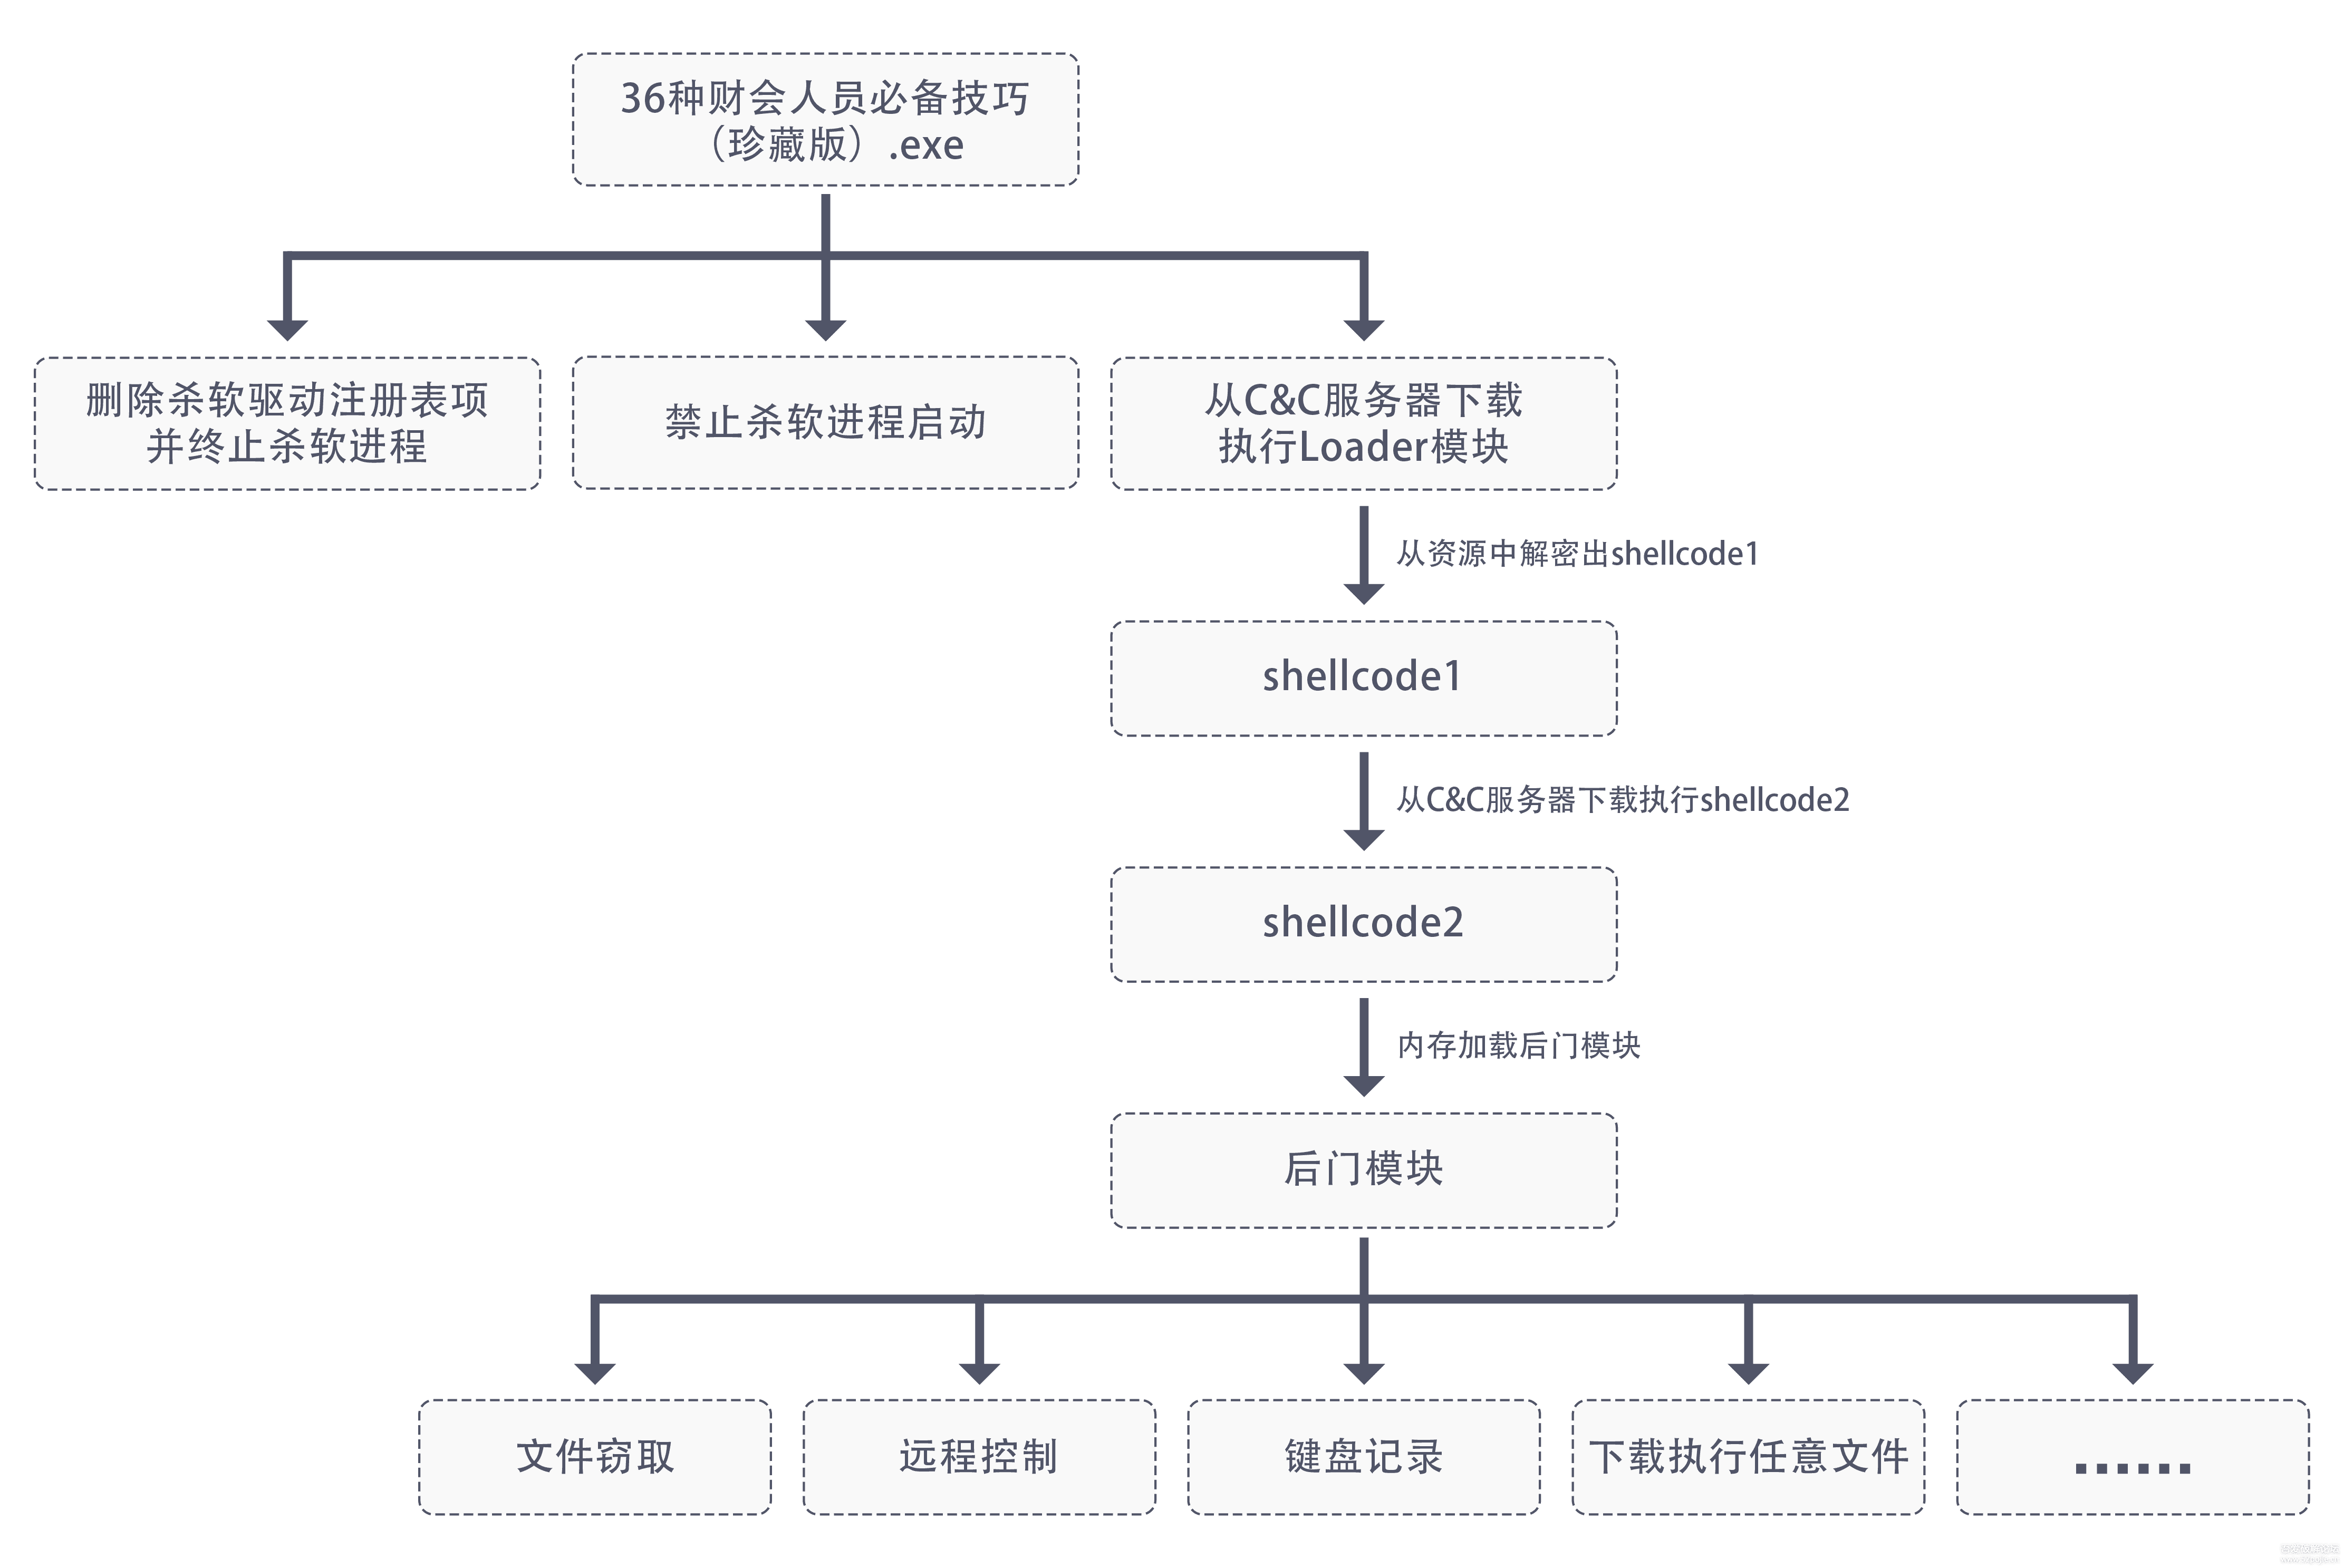 36种财会人员必备技巧
（珍藏版）.exe
删除杀软驱动注册表项
并终止杀软进程
禁止杀软进程启动
从C&C服务器下载
执行Loader模块
从资源中解密出shellcode1
shellcode1
从C&C服务器下载执行shellcode2
shellcode2
内存加载后门模块
后门模块
文件窃取
远程控制
键盘记录
下载执行任意文件
......